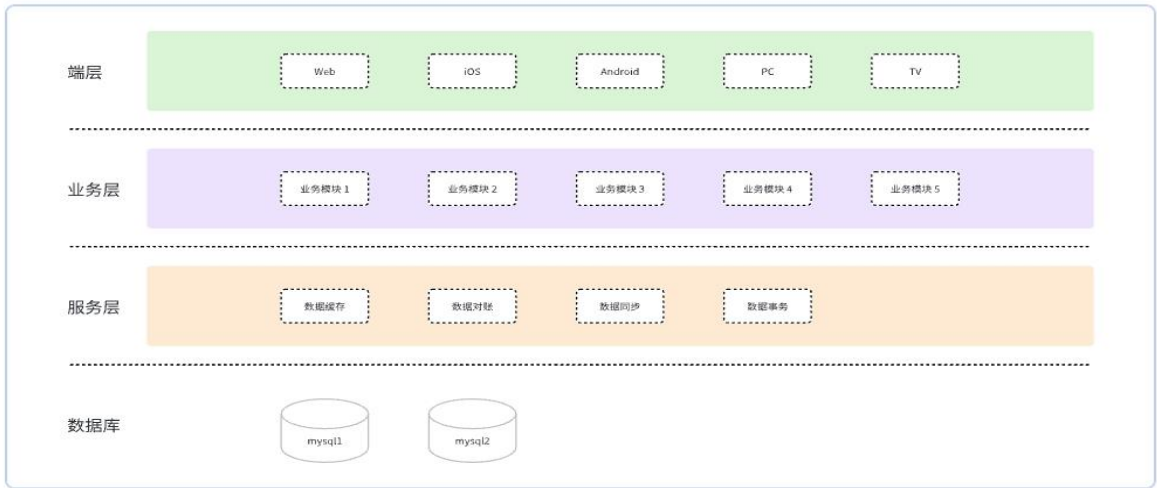 端层 Web iOS Android PC TV
业务层 业务模块 1 业务模块 2 业务模块 3 业务模块 4 业务模块 5
服务层 数据缓存 数据对账 数据同步 数据事务
数据库 mysql1 mysql2